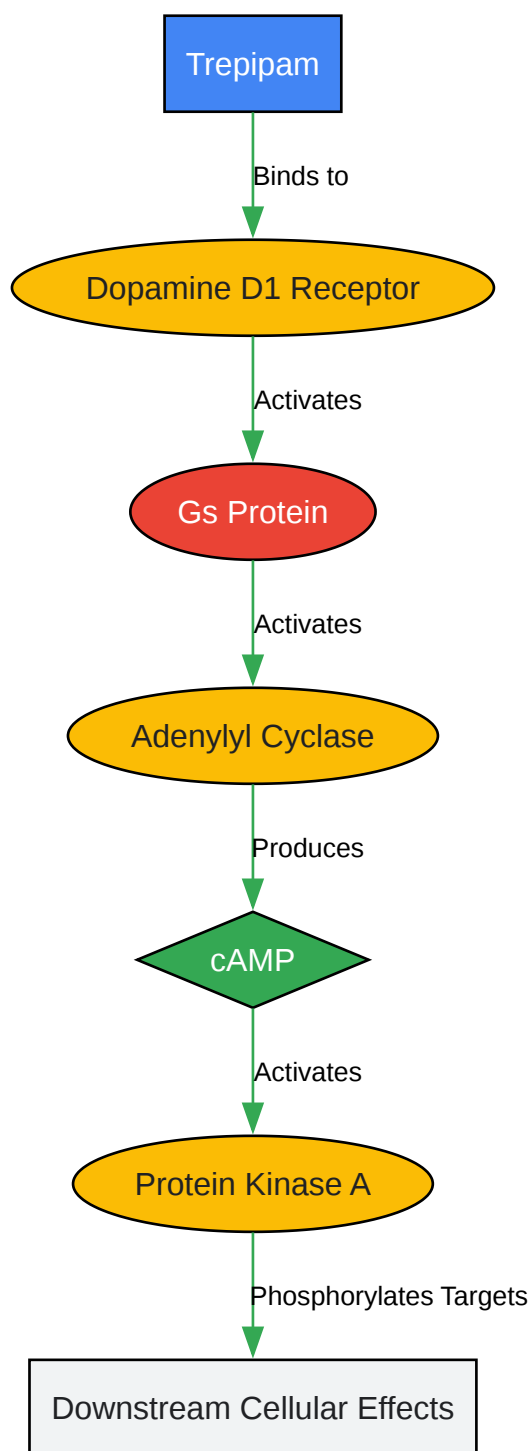 Trepipam
Binds to
Dopamine D1 Receptor
Activates
Gs Protein
Activates
Adenylyl Cyclase
Produces
cAMP
Activates
Protein Kinase A
Phosphorylates Targets
Downstream Cellular Effects